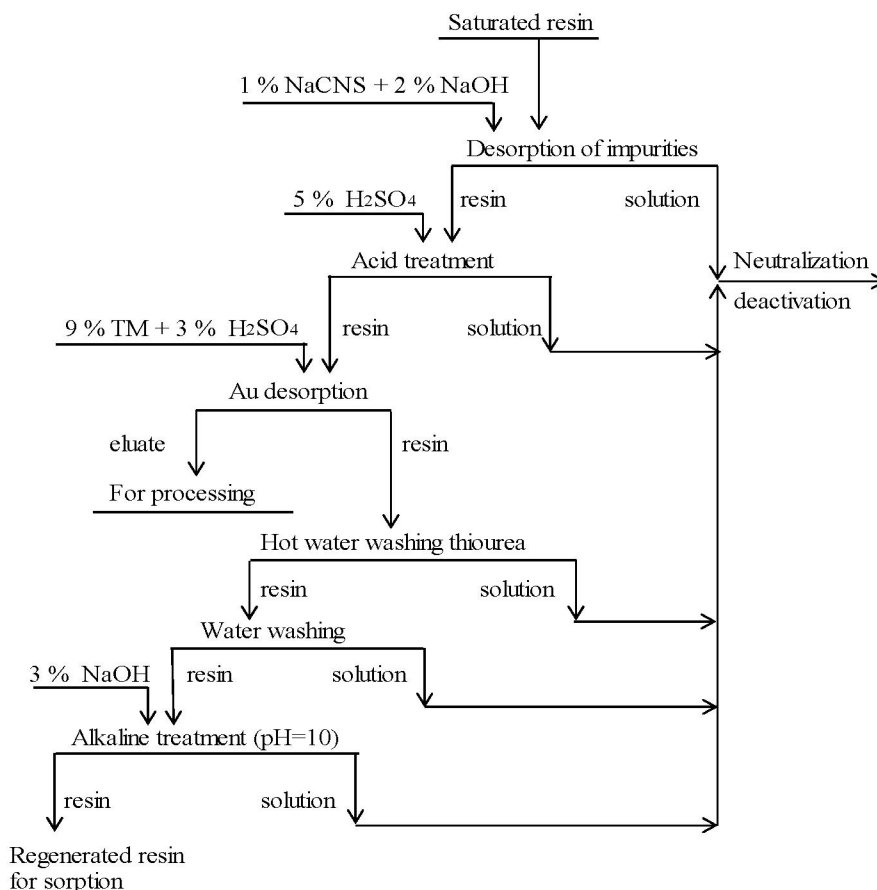 Saturated resin
1 % NaCNS + 2 % NaOH
Desorption of impurities
5 % H2SO4
resin
solution
Acid treatment
Neutralization
deactivation
9 % TM + 3 % H2SO4
resin
solution
Au desorption
eluate
resin
For processing
Hot water washing thiourea
resin
solution
Water washing
3 % NaOH
resin
solution
Alkaline treatment (pH=10)
resin
solution
Regenerated resin
for sorption